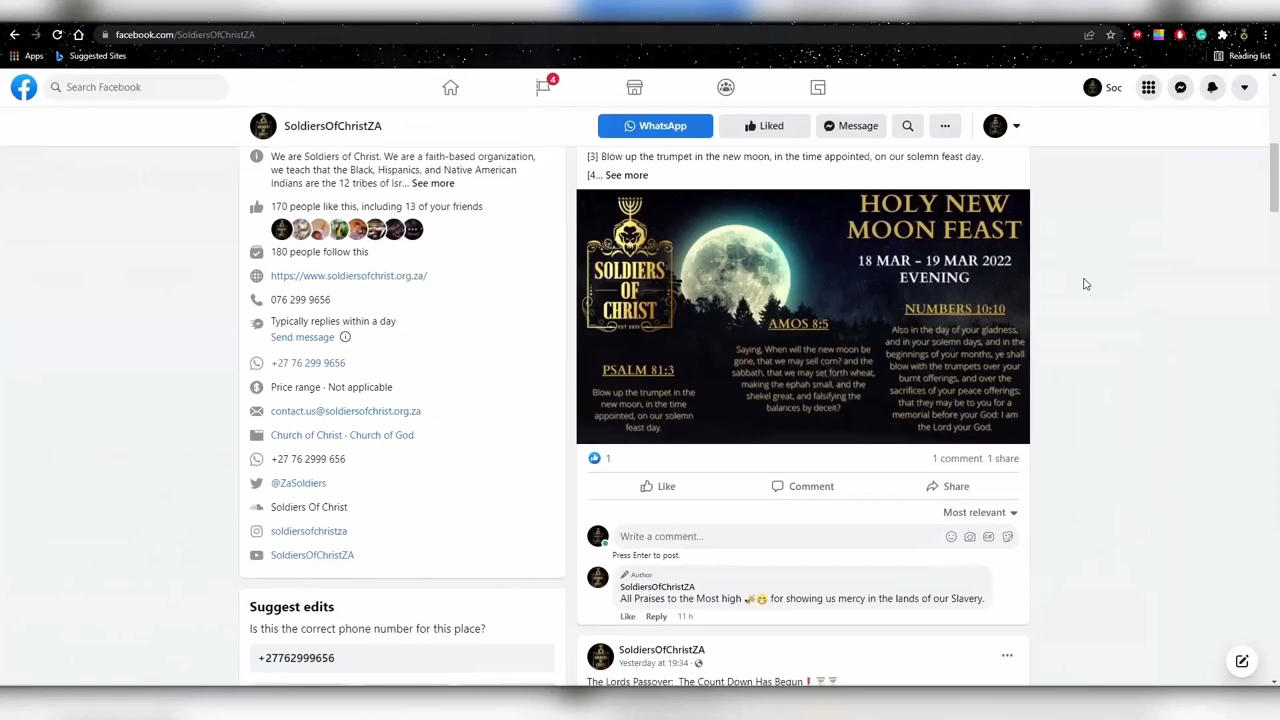 facebook.com/SoldiersOfChristZA
Apps
Suggested Sites
Reading list
Search Facebook
4
Soc
SoldiersOfChristZA
WhatsApp
Liked
Message
We are Soldiers of Christ. We are a faith-based organization,
we teach that the Black, Hispanics, and Native American
Indians are the 12 tribes of Isr... See more
170 people like this, including 13 of your friends
180 people follow this
https://www.soldiersofchrist.org.za/
076 299 9656
Typically replies within a day
Send message
+27 76 299 9656
Price range · Not applicable
contact.us@soldiersofchrist.org.za
Church of Christ · Church of God
+27 76 2999 656
@ZaSoldiers
Soldiers Of Christ
soldiersofchristza
SoldiersOfChristZA
Suggest edits
Is this the correct phone number for this place?
+27762999656
[3] Blow up the trumpet in the new moon, in the time appointed, on our solemn feast day.
[4... See more
SOLDIERS
OF
CHRIST
EST 2015
HOLY NEW
MOON FEAST
18 MAR – 19 MAR 2022
EVENING
PSALM 81:3
Blow up the trumpet in the
new moon, in the time
appointed, on our solemn
feast day.
AMOS 8:5
Saying, When will the new moon be
gone, that we may sell corn? and the
sabbath, that we may set forth wheat,
making the ephah small, and the
shekel great, and falsifying the
balances by deceit?
NUMBERS 10:10
Also in the day of your gladness,
and in your solemn days, and in the
beginnings of your months, ye shall
blow with the trumpets over your
burnt offerings, and over the
sacrifices of your peace offerings,
that they may be to you for a
memorial before your God: I am
the Lord your God.
1
1 comment 1 share
Like
Comment
Share
Most relevant
Write a comment...
Press Enter to post.
Author
SoldiersOfChristZA
All Praises to the Most high 🎺😁 for showing us mercy in the lands of our Slavery.
Like Reply 11 h
SoldiersOfChristZA
Yesterday at 19:34 ·
The Lords Passover: The Count Down Has Begun❗⏳⏳